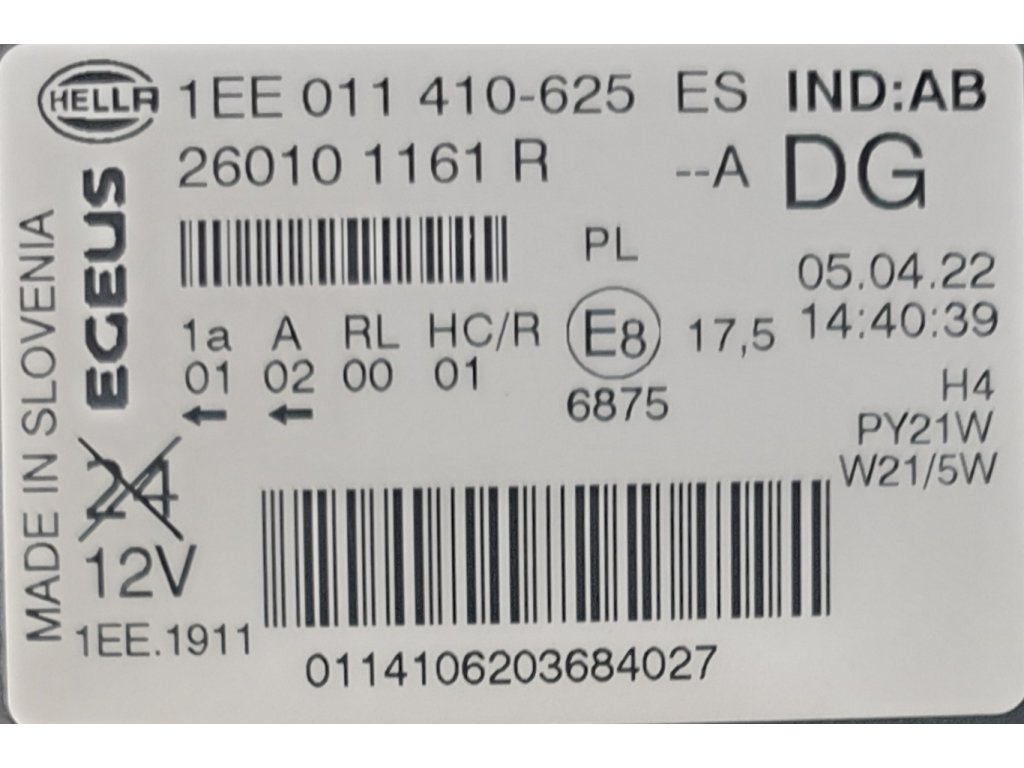 HELLA 1EE 011 410-625 ES IND:AB
26010 1161 R --A DG
MADE IN SLOVENIA
EGEUS
PL
05.04.22
14:40:39
1a A RL HC/R E8 17,5
01 02 00 01
6875
H4
PY21W
W21/5W
24
12V
1EE.1911
0114106203684027